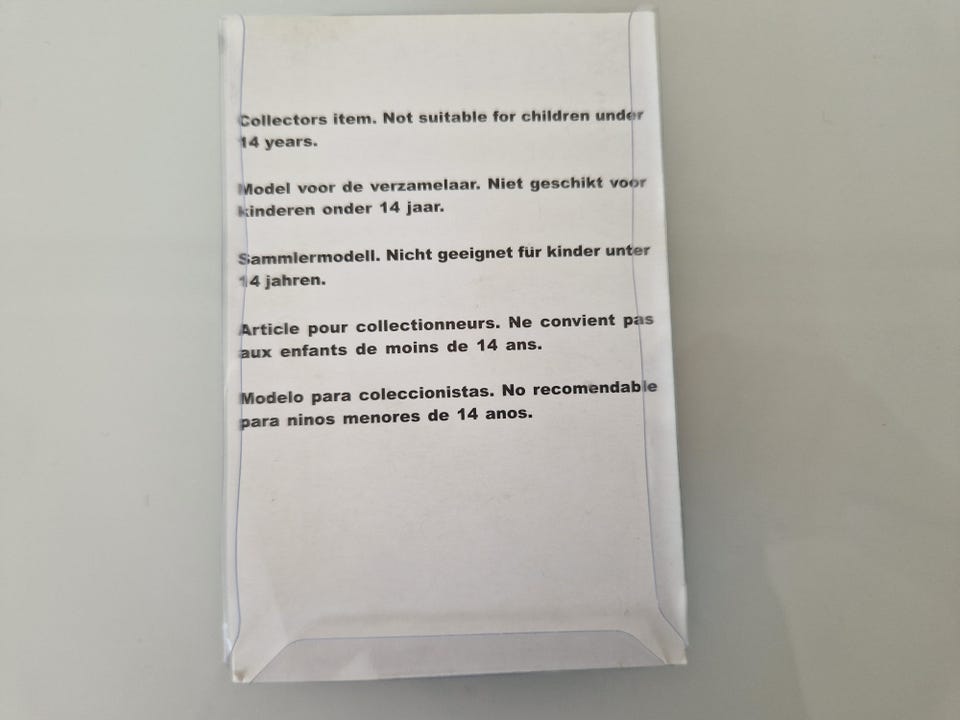 Collectors item. Not suitable for children under
14 years.
Model voor de verzamelaar. Niet geschikt voor
kinderen onder 14 jaar.
Sammlermodell. Nicht geeignet für kinder unter
14 jahren.
Article pour collectionneurs. Ne convient pas
aux enfants de moins de 14 ans.
Modelo para coleccionistas. No recomendable
para ninos menores de 14 anos.